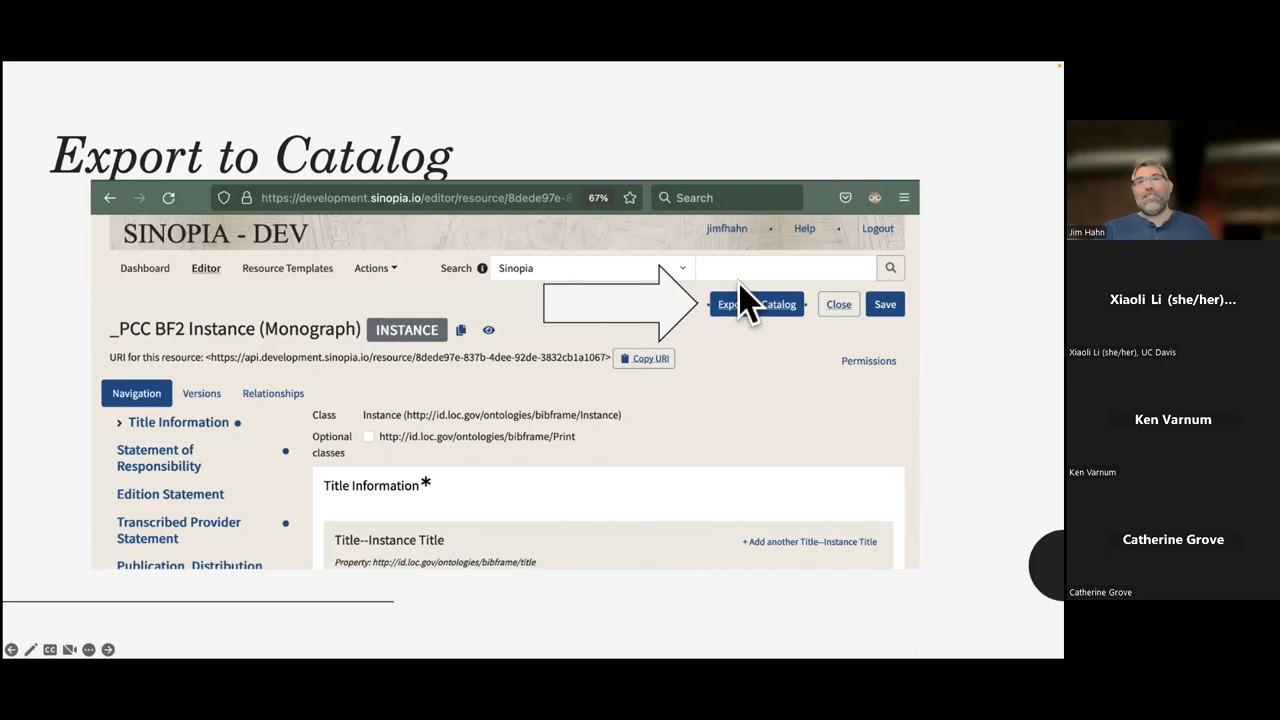 Export to Catalog
https://development.sinopia.io/editor/resource/8dede97e-8
67%
Search
SINOPIA - DEV
jimfhahn • Help • Logout
Dashboard Editor Resource Templates Actions
Search Sinopia
Catalog Close Save
_PCC BF2 Instance (Monograph) INSTANCE
URI for this resource: <https://api.development.sinopia.io/resource/8dede97e-837b-4dee-92de-3832cb1a1067> Copy URI
Permissions
Navigation Versions Relationships
Title Information
Statement of
Responsibility
Edition Statement
Transcribed Provider
Statement
Publication, Distribution
Class Instance (http://id.loc.gov/ontologies/bibframe/Instance)
Optional
classes
http://id.loc.gov/ontologies/bibframe/Print
Title Information*
Title--Instance Title
+ Add another Title--Instance Title
Property: http://id.loc.gov/ontologies/bibframe/title
CC
Jim Hahn
Xiaoli Li (she/her)...
Xiaoli Li (she/her), UC Davis
Ken Varnum
Ken Varnum
Catherine Grove
Catherine Grove